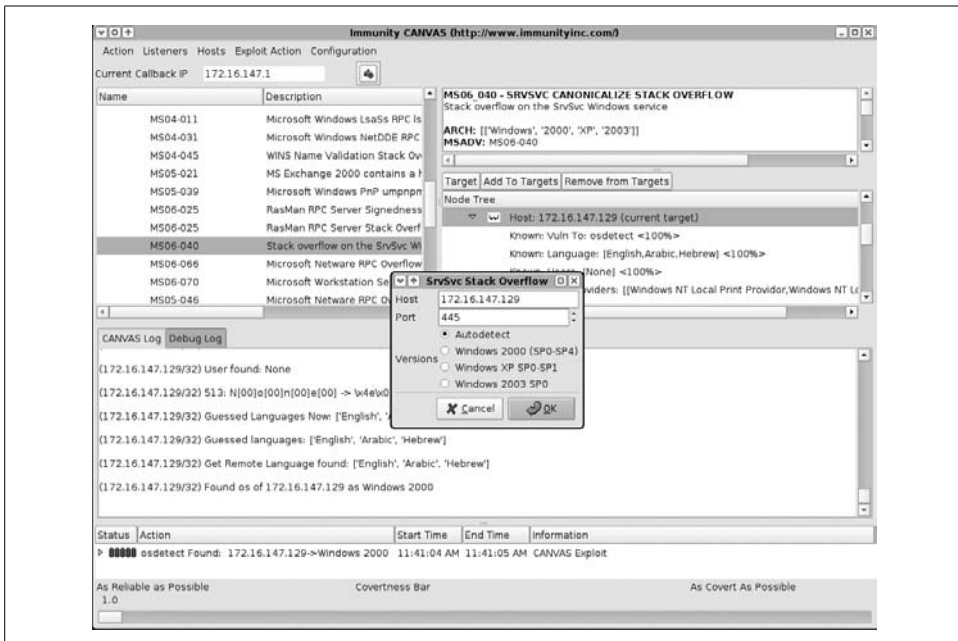 Immunity CANVAS (http://www.immunityinc.com/)
Action Listeners Hosts Exploit Action Configuration
Current Callback IP 172.16.147.1
Name Description
MS04-011 Microsoft Windows LsaSs RPC Is
MS04-031 Microsoft Windows NetDDE RPC
MS04-045 WINS Name Validation Stack Ov
MS05-021 MS Exchange 2000 contains a
MS05-039 Microsoft Windows PnP umpnpm
MS06-025 RasMan RPC Server Signedness
MS06-025 RasMan RPC Server Stack Overf
MS06-040 Stack overflow on the SrvSvc Wi
MS06-066 Microsoft Netware RPC Overflow
MS06-070 Microsoft Workstation Se
MS05-046 Microsoft Netware RPC
MS06_040 - SRVSVC CANONICALIZE STACK OVERFLOW
Stack overflow on the SrvSvc Windows service
ARCH: [['Windows', '2000', 'XP', '2003']]
MSADV: MS06-040
Target Add To Targets Remove from Targets
Node Tree
Host: 172.16.147.129 (current target)
Known: Vuln To: osdetect <100%>
Known: Language: [English,Arabic,Hebrew] <100%>
[None] <100%>
[[Windows NT Local Print Providor,Windows NT
SrvSvc Stack Overflow
Host 172.16.147.129
Port 445
Versions
Autodetect
Windows 2000 (SP0-SP4)
Windows XP SP0-SP1
Windows 2003 SP0
Cancel OK
CANVAS Log Debug Log
(172.16.147.129/32) User found: None
(172.16.147.129/32) 513: N[00]o[00]n[00]e[00] -> \x4e\x0
(172.16.147.129/32) Guessed Languages Now: ['English',
(172.16.147.129/32) Guessed languages: ['English', 'Arabic', 'Hebrew']
(172.16.147.129/32) Get Remote Language found: ['English', 'Arabic', 'Hebrew']
(172.16.147.129/32) Found os of 172.16.147.129 as Windows 2000
Status Action Start Time End Time Information
osdetect Found: 172.16.147.129->Windows 2000 11:41:04 AM 11:41:05 AM CANVAS Exploit
As Reliable as Possible Covertness Bar As Covert As Possible
1.0